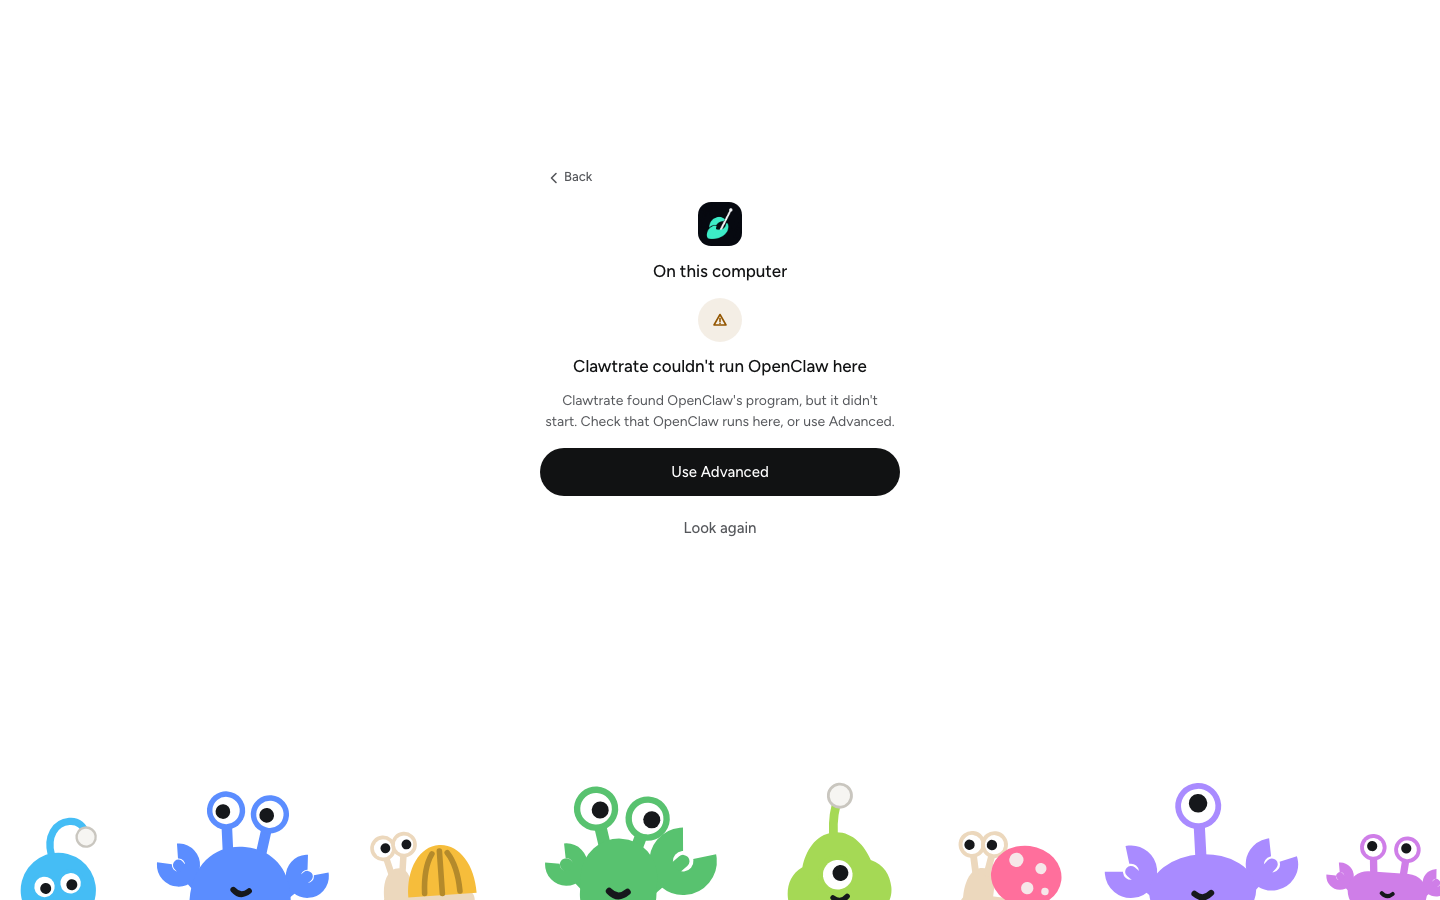 Back
On this computer
Clawtrate couldn't run OpenClaw here
Clawtrate found OpenClaw's program, but it didn't
start. Check that OpenClaw runs here, or use Advanced.
Use Advanced
Look again